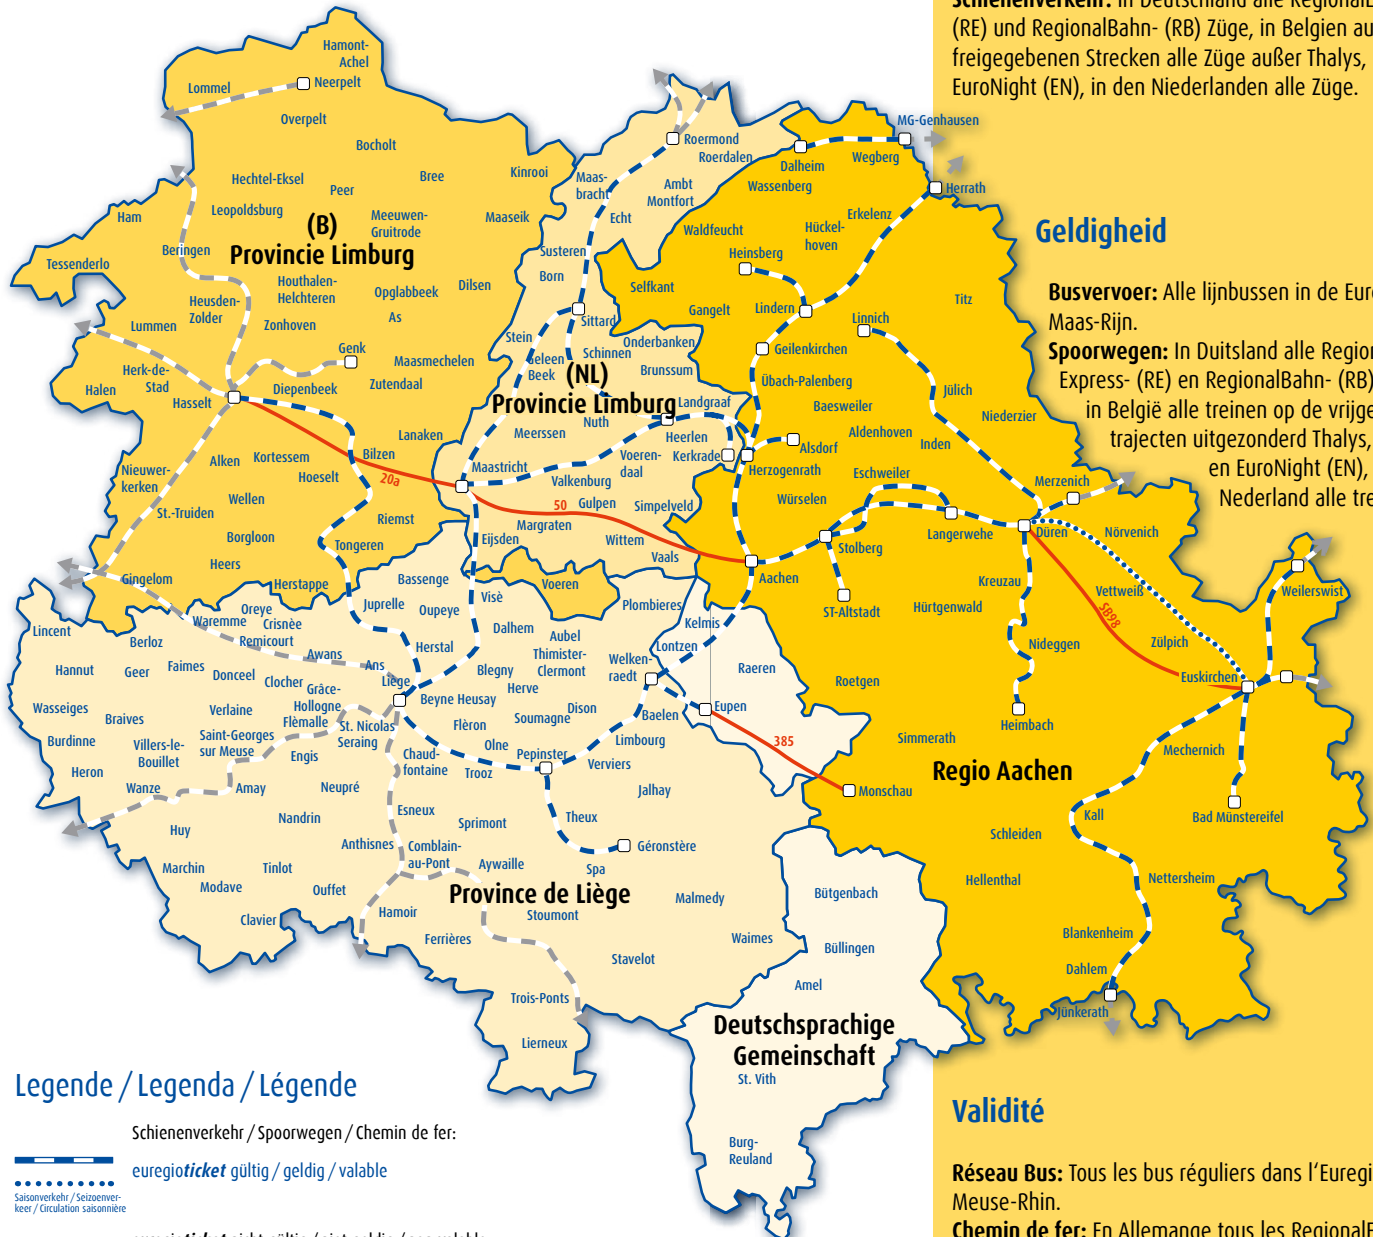 Schienenverkehr: In Deutschland alle
(RE) und RegionalBahn- (RB) Züge, in Belgien
freigegebenen Strecken alle Züge außer Thalys,
EuroNight (EN), in den Niederlanden alle Züge.
Geldigheid
Busvervoer: Alle lijnbussen in de
Maas-Rijn.
Spoorwegen: In Duitsland alle
Express- (RE) en RegionalBahn- (RB)
in België alle treinen op de
trajecten uitgezonderd Thalys,
en EuroNight (EN),
Nederland alle
Hamont-
Achel
Neerpelt
Lommel
Overpelt
Bocholt
Hechtel-Eksel
Peer
Bree
Kinrooi
Leopoldsburg
Ham
(B)
Provincie Limburg
Meeuwen-
Gruitrode
Maaseik
Beringen
Tessenderlo
Houthalen-
Helchteren
Opglabbeek
Dilsen
Heusden-
Zolder
Lummen
Zonhoven
As
Genk
Maasmechelen
Zutendaal
Herk-de-
Stad
Halen
Hasselt
Diepenbeek
Lanaken
Bilzen
20a
Alken
Kortessem
Hoeselt
Nieuwer-
kerken
Wellen
St.-Truiden
Riemst
Borgloon
Tongeren
Heers
Gingelom
Herstappe
Roermond
Roerdalen
Maas-
bracht
Ambt
Montfort
Echt
Susteren
Born
Sittard
Stein
Geleen
Beek
Schinnen
Onderbanken
Brunssum
(NL)
Provincie Limburg
Landgraaf
Nuth
Meerssen
Heerlen
Kerkrade
Voeren-
daal
Maastricht
Valkenburg
50
Gulpen
Simpelveld
Margraten
Eijsden
Wittem
Vaals
MG-Genhausen
Wegberg
Dalheim
Wassenberg
Herrath
Erkelenz
Hückel-
hoven
Waldfeucht
Heinsberg
Selfkant
Gangelt
Lindern
Linnich
Titz
Geilenkirchen
Übach-Palenberg
Baesweiler
Jülich
Niederzier
Aldenhoven
Inden
Alsdorf
Herzogenrath
Eschweiler
Würselen
Merzenich
Langerwehe
Düren
Nörvenich
Stolberg
Aachen
ST-Altstadt
Kreuzau
Hürtgenwald
Vettweiß
SB98
Weilerswist
Nideggen
Zülpich
Euskirchen
Roetgen
Heimbach
Simmerath
Regio Aachen
Mechernich
Monschau
Kall
Bad Münstereifel
Schleiden
Hellenthal
Nettersheim
Blankenheim
Dahlem
Jünkerath
Bassenge
Visè
Voeren
Plombieres
Kelmis
Lontzen
Raeren
Eupen
385
Juprelle
Oupeye
Oreye
Waremme
Crisnèe
Remicourt
Lincent
Berloz
Dalhem
Aubel
Thimister-
Clermont
Herstal
Awans
Ans
Liège
Blegny
Herve
Welken-
raedt
Hannut
Geer
Faimes
Donceel
Clocher
Grâce-
Hollogne
Beyne Heusay
Dison
Baelen
Wasseiges
Braives
Verlaine
Flèmalle
St. Nicolas
Seraing
Flèron
Soumagne
Limbourg
Burdinne
Villers-le-
Bouillet
Saint-Georges
sur Meuse
Engis
Chaud-
fontaine
Olne
Trooz
Pepinster
Verviers
Heron
Wanze
Amay
Neupré
Jalhay
Nandrin
Esneux
Sprimont
Theux
Huy
Anthisnes
Comblain-
au-Pont
Aywaille
Géronstère
Spa
Marchin
Modave
Tinlot
Ouffet
Province de Liège
Malmedy
Clavier
Hamoir
Stoumont
Ferrières
Waimes
Stavelot
Trois-Ponts
Lierneux
Bütgenbach
Büllingen
Amel
Deutschsprachige
Gemeinschaft
St. Vith
Burg-
Reuland
Legende / Legenda / Légende
Schienenverkehr / Spoorwegen / Chemin de fer:
euregioticket gültig / geldig / valable
Saisonverkehr / Seizoenver-
keer / Circulation saisonnière
Validité
Réseau Bus: Tous les bus réguliers dans l'Euregi
Meuse-Rhin.
Chemin de fer: En Allemange tous les